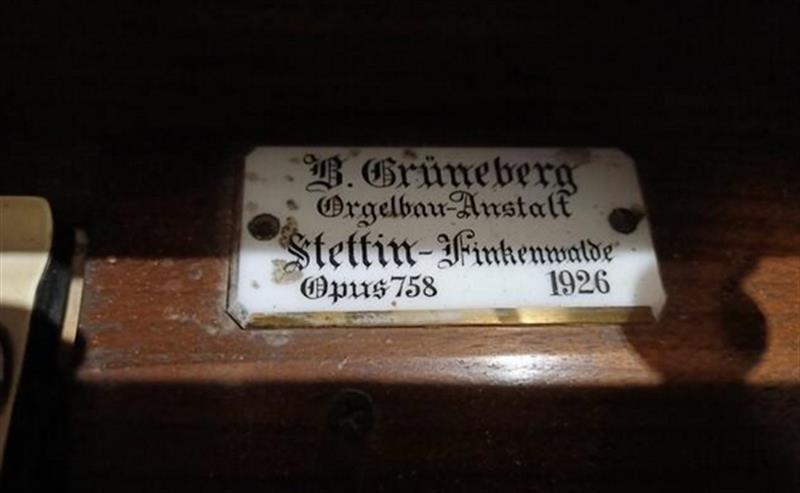 B. Grüneberg
Orgelbau-Anstalt
Stettin-Finkenwalde
Opus 758 1926